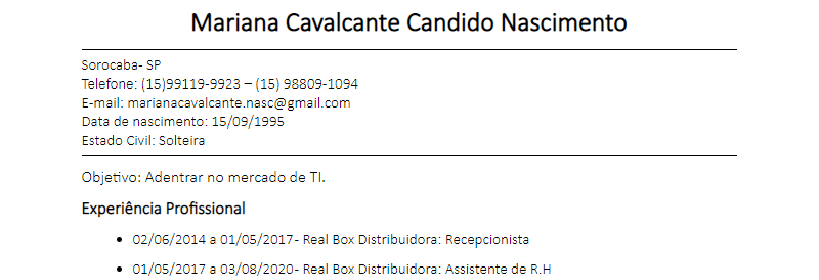 Mariana Cavalcante Candido Nascimento
Sorocaba- SP
Telefone: (15)99119-9923 – (15) 98809-1094
E-mail: marianacavalcante.nasc@gmail.com
Data de nascimento: 15/09/1995
Estado Civil: Solteira
Objetivo: Adentrar no mercado de TI.
Experiência Profissional
• 02/06/2014 a 01/05/2017- Real Box Distribuidora: Recepcionista
• 01/05/2017 a 03/08/2020- Real Box Distribuidora: Assistente de R.H